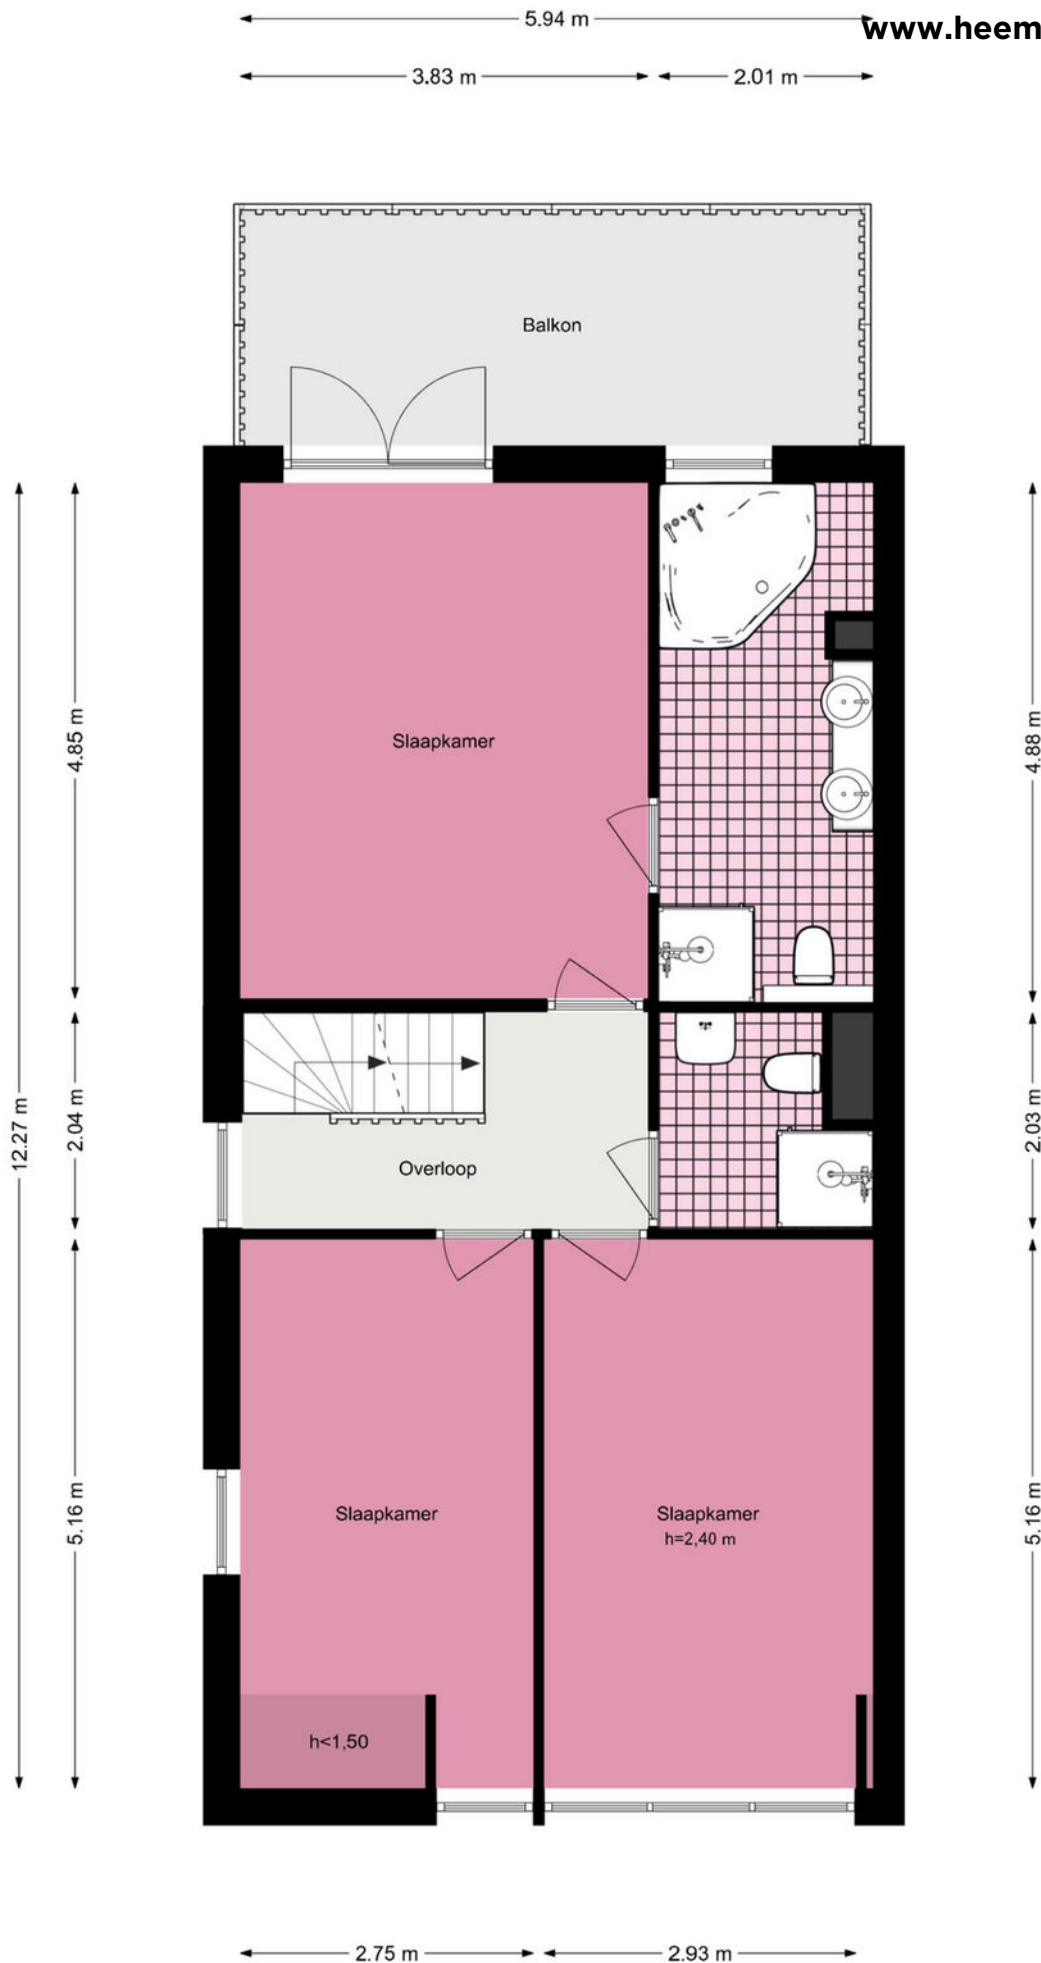 5.94 m
www.heem
3.83 m
2.01 m
Balkon
4.85 m
4.88 m
Slaapkamer
12.27 m
2.04 m
2.03 m
Overloop
5.16 m
5.16 m
Slaapkamer
Slaapkamer
h=2,40 m
h<1,50
2.75 m
2.93 m